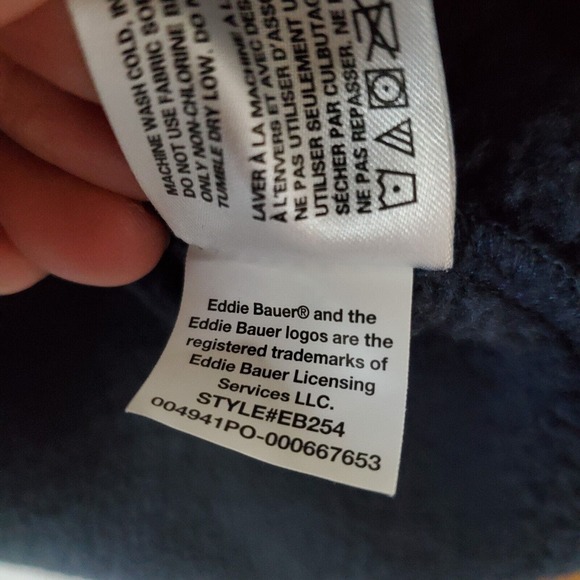 MACHINE WASH COLD, IN
DO NOT USE FABRIC SO
ONLY NON-CHLORINE B
TUMBLE DRY LOW. DO
LAVER À LA MACHINE À L
À L'ENVERS ET AVEC DES
NE PAS UTILISER D'ASSO
UTILISER SEULEMENT
SÉCHER PAR CULBUTAG
NE PAS REPASSER. NE P
Eddie Bauer® and the
Eddie Bauer logos are the
registered trademarks of
Eddie Bauer Licensing
Services LLC.
STYLE#EB254
004941PO-000667653